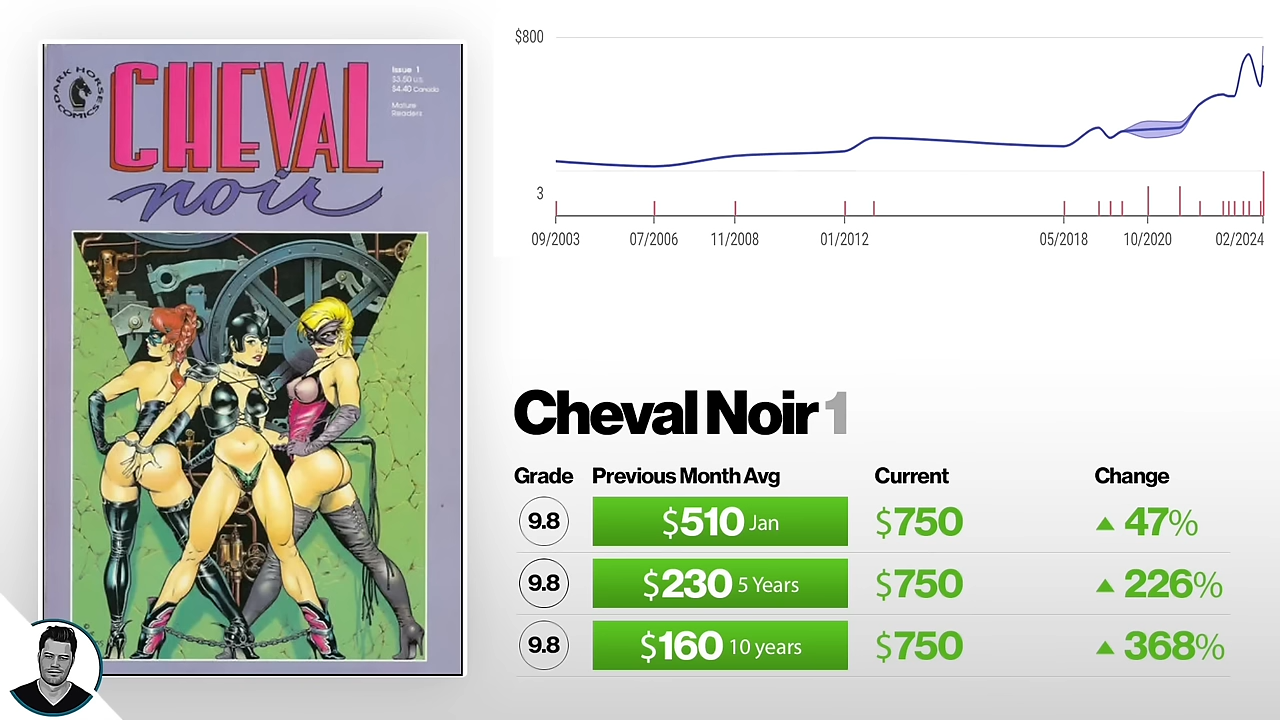 DARK HORSE
COMICS
CHEVAL
noir
Issue 1
$3.50 U.S.
$4.40 Canada
Mature
Readers
$800
3
09/2003 07/2006 11/2008 01/2012 05/2018 10/2020 02/2024
Cheval Noir 1
Grade Previous Month Avg Current Change
9.8 $510 Jan $750 ▲ 47%
9.8 $230 5 Years $750 ▲ 226%
9.8 $160 10 years $750 ▲ 368%